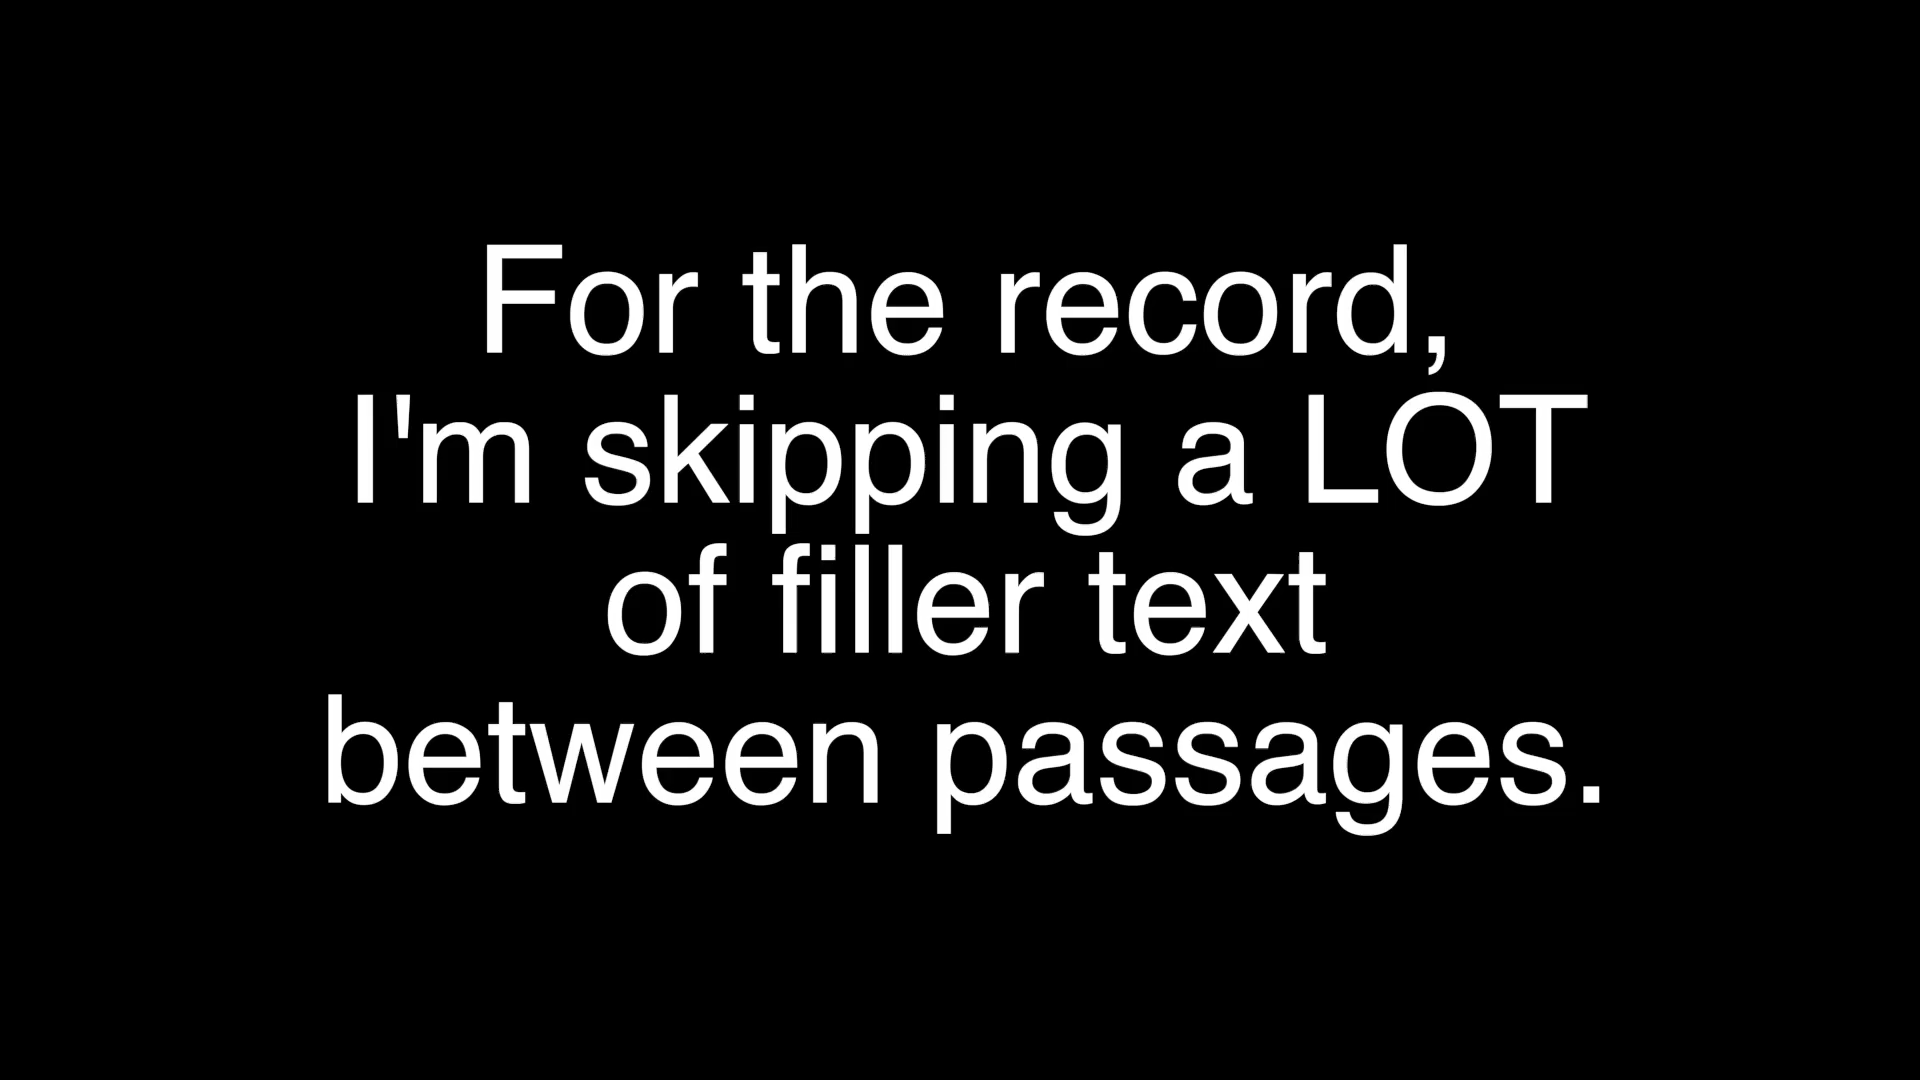 For the record,
I'm skipping a LOT
of filler text
between passages.